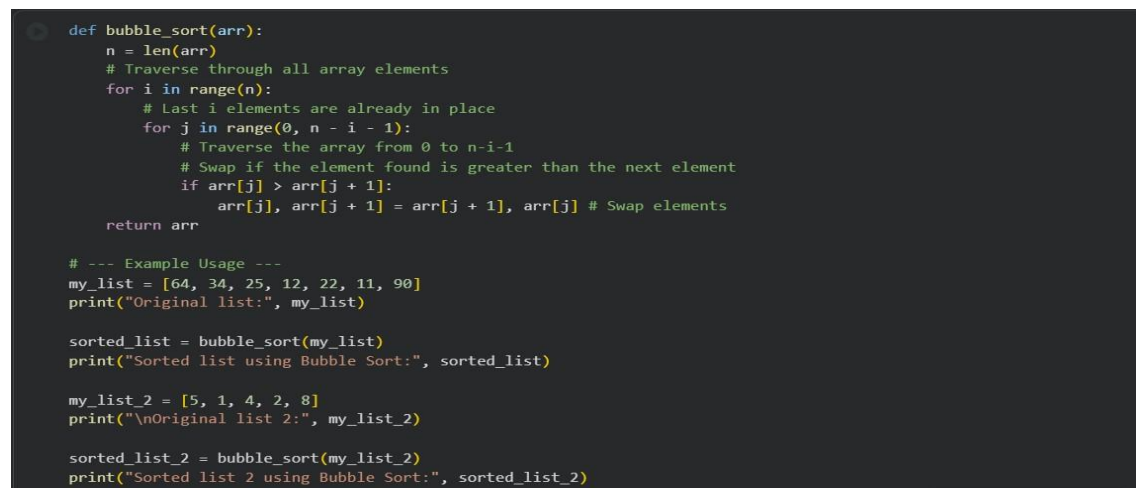 def bubble_sort(arr):
    n = len(arr)
    # Traverse through all array elements
    for i in range(n):
        # Last i elements are already in place
        for j in range(0, n - i - 1):
            # Traverse the array from 0 to n-i-1
            # Swap if the element found is greater than the next element
            if arr[j] > arr[j + 1]:
                arr[j], arr[j + 1] = arr[j + 1], arr[j] # Swap elements
    return arr

# --- Example Usage ---
my_list = [64, 34, 25, 12, 22, 11, 90]
print("Original list:", my_list)

sorted_list = bubble_sort(my_list)
print("Sorted list using Bubble Sort:", sorted_list)

my_list_2 = [5, 1, 4, 2, 8]
print("\nOriginal list 2:", my_list_2)

sorted_list_2 = bubble_sort(my_list_2)
print("Sorted list 2 using Bubble Sort:", sorted_list_2)